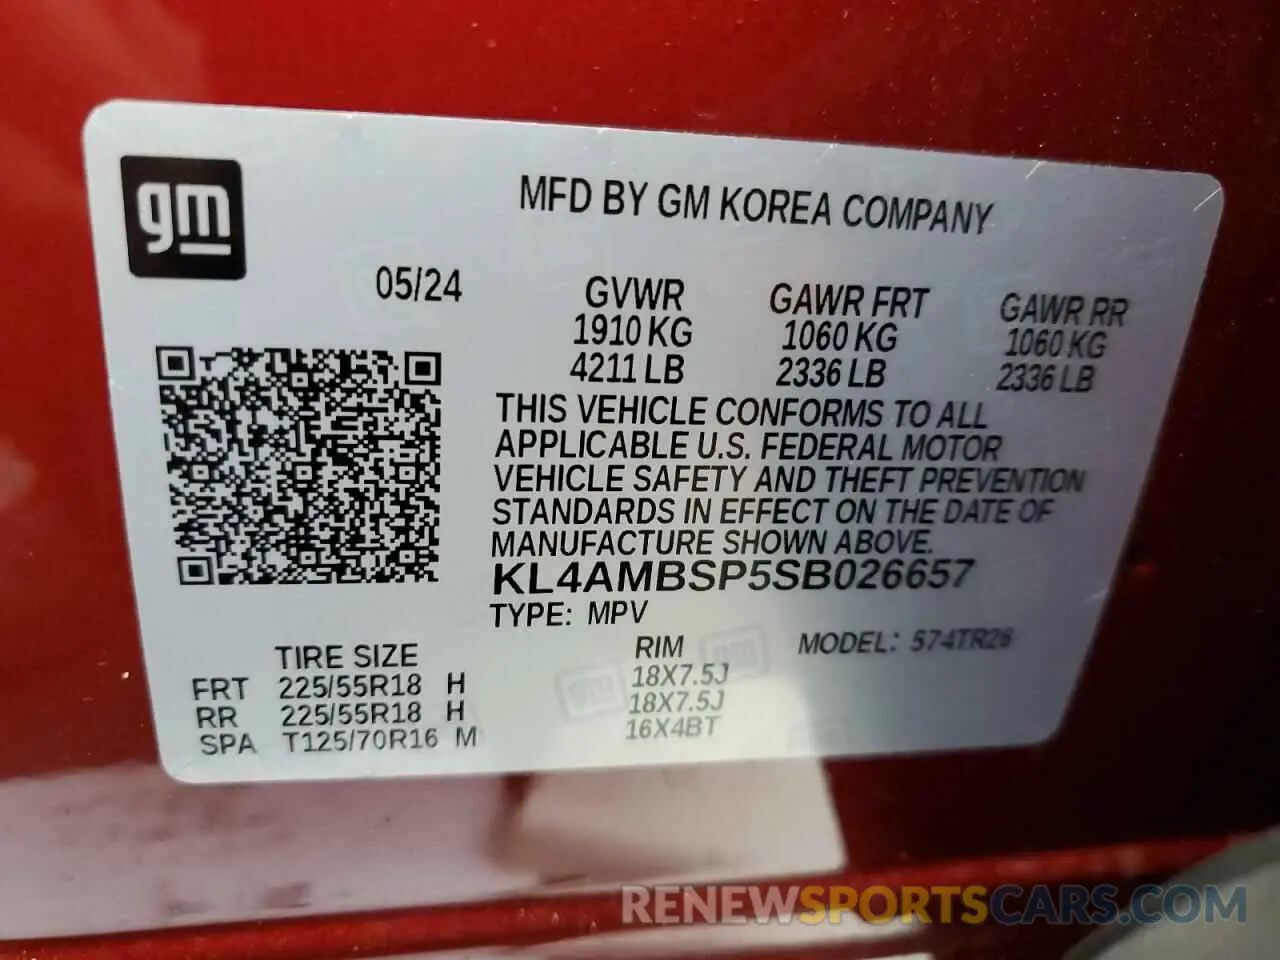 gm
MFD BY GM KOREA COMPANY
05/24
GVWR GAWR FRT GAWR RR
1910 KG 1060 KG 1060 KG
4211 LB 2336 LB 2336 LB
THIS VEHICLE CONFORMS TO ALL
APPLICABLE U.S. FEDERAL MOTOR
VEHICLE SAFETY AND THEFT PREVENTION
STANDARDS IN EFFECT ON THE DATE OF
MANUFACTURE SHOWN ABOVE.
KL4AMBSP5SB026657
TYPE: MPV
MODEL: 574TR26
TIRE SIZE RIM
FRT 225/55R18 H 18X7.5J
RR 225/55R18 H 18X7.5J
SPA T125/70R16 M 16X4BT
gm
gm
RENEWSPORTSCARS.COM